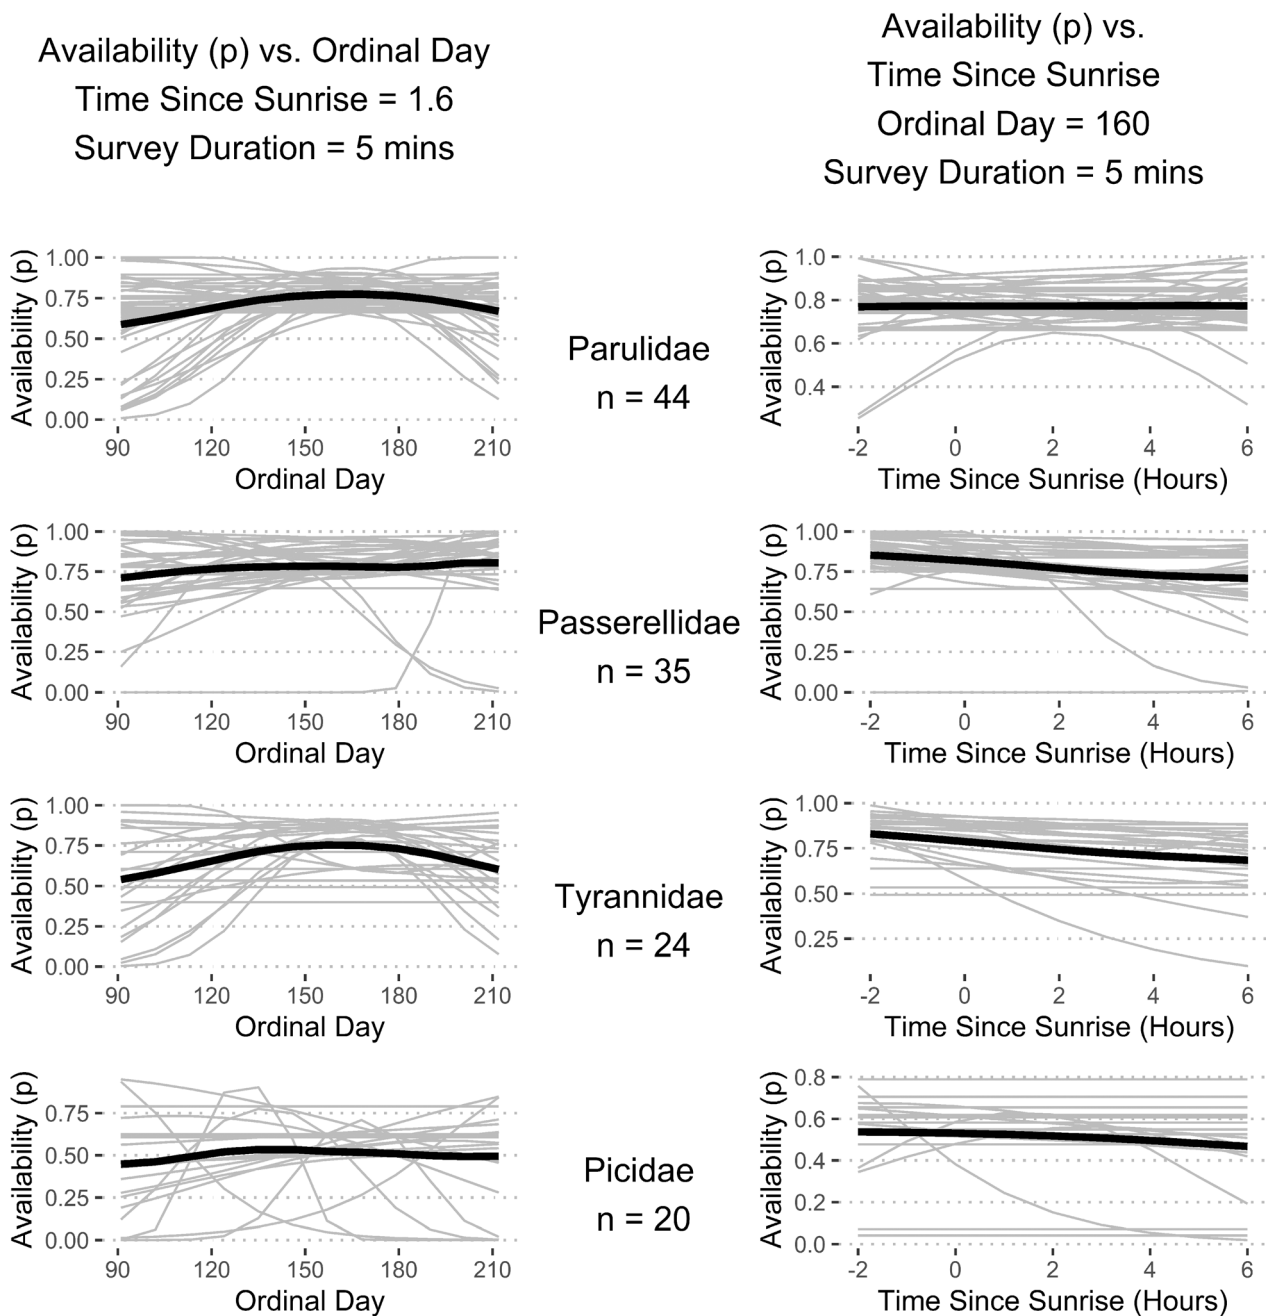 Availability (p) vs. Ordinal Day
Time Since Sunrise = 1.6
Survey Duration = 5 mins
Availability (p) vs.
Time Since Sunrise
Ordinal Day = 160
Survey Duration = 5 mins
Availability (p)
1.00
0.75
0.50
0.25
0.00
90 120 150 180 210
Ordinal Day
Parulidae
n = 44
Availability (p)
1.0
0.8
0.6
0.4
-2 0 2 4 6
Time Since Sunrise (Hours)
Availability (p)
1.00
0.75
0.50
0.25
0.00
90 120 150 180 210
Ordinal Day
Passerellidae
n = 35
Availability (p)
1.00
0.75
0.50
0.25
0.00
-2 0 2 4 6
Time Since Sunrise (Hours)
Availability (p)
1.00
0.75
0.50
0.25
0.00
90 120 150 180 210
Ordinal Day
Tyrannidae
n = 24
Availability (p)
1.00
0.75
0.50
0.25
-2 0 2 4 6
Time Since Sunrise (Hours)
Availability (p)
0.75
0.50
0.25
0.00
90 120 150 180 210
Ordinal Day
Picidae
n = 20
Availability (p)
0.8
0.6
0.4
0.2
0.0
-2 0 2 4 6
Time Since Sunrise (Hours)